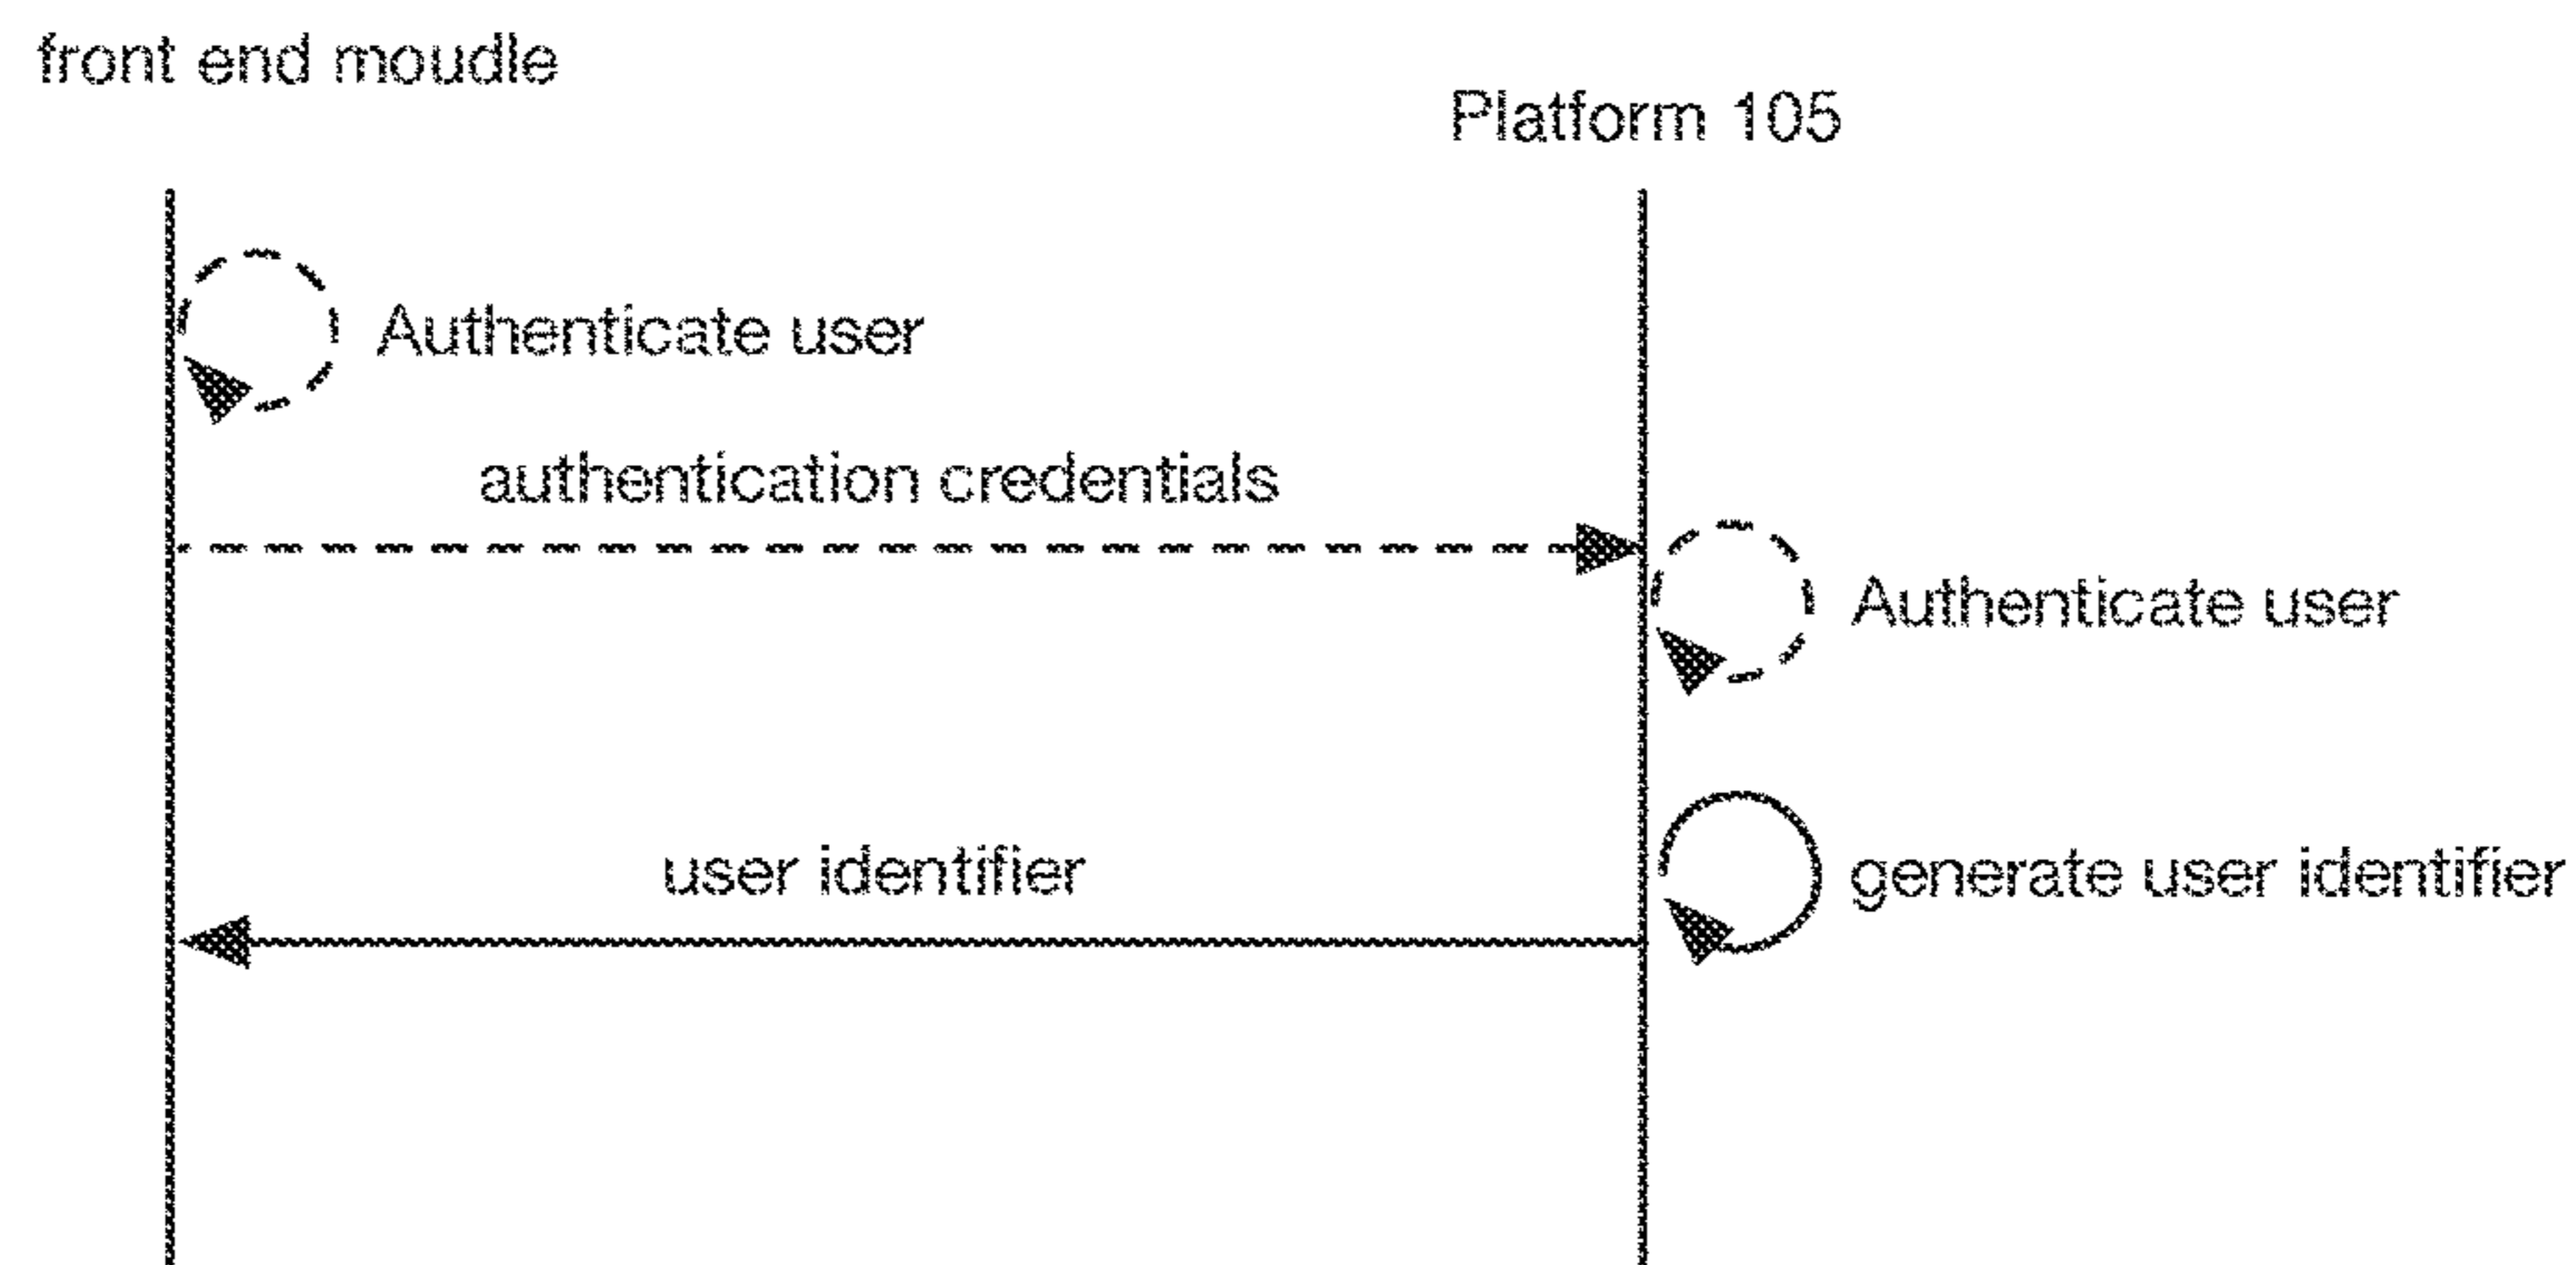 front end moudle
Platform 105
Authenticate user
authentication credentials
Authenticate user
user identifier
generate user identifier